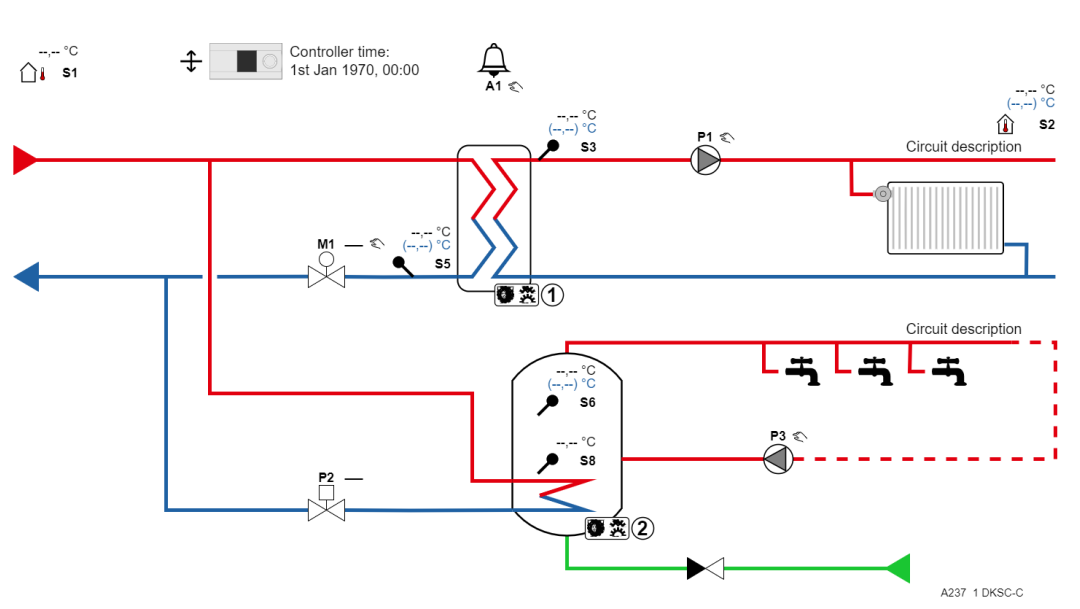 --,-- °C
S1
Controller time:
1st Jan 1970, 00:00
A1
--,-- °C
(--,--) °C
S3
P1
--,-- °C
(--,--) °C
S2
Circuit description
M1 —
--,-- °C
(--,--) °C
S5
1
Circuit description
--,-- °C
(--,--) °C
S6
--,-- °C
S8
P3
P2 —
2
A237 1 DKSC-C